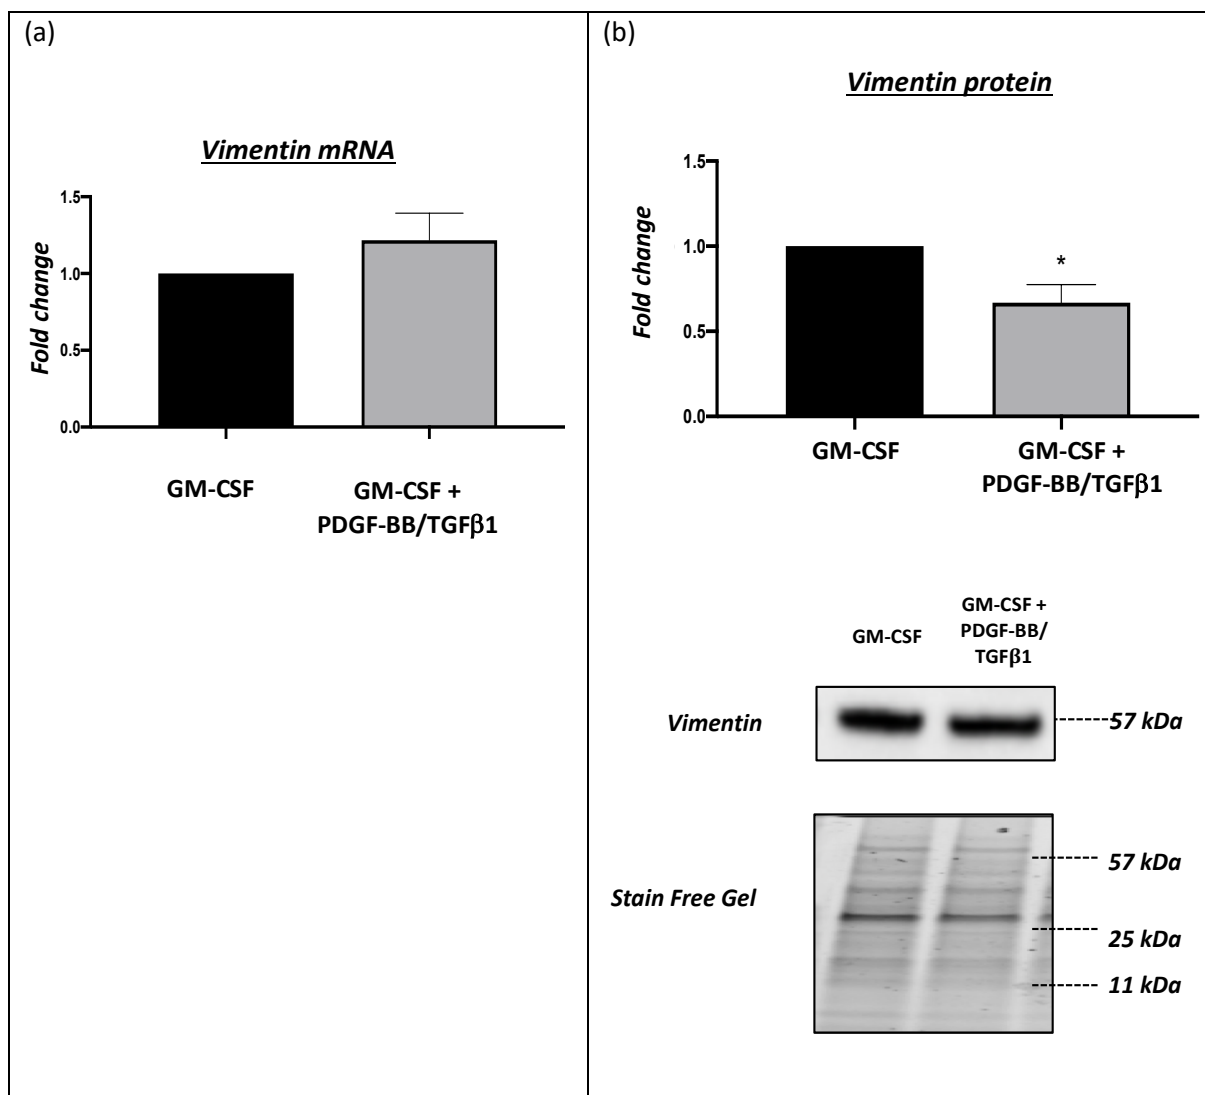 (a)
Vimentin mRNA
Fold change
1.5
1.0
0.5
0.0
GM-CSF
GM-CSF +
PDGF-BB/TGFβ1
(b)
Vimentin protein
Fold change
1.5
1.0
0.5
0.0
*
GM-CSF
GM-CSF +
PDGF-BB/TGFβ1
GM-CSF
GM-CSF +
PDGF-BB/
TGFβ1
Vimentin
57 kDa
Stain Free Gel
57 kDa
25 kDa
11 kDa